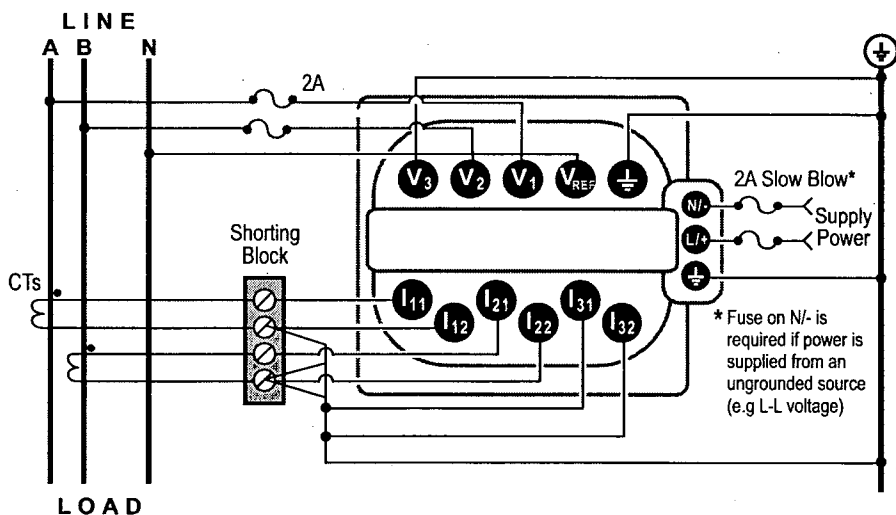 LINE
A B N
2A
V3 V2 V1 VREF
N/-
2A Slow Blow*
L/+
Supply
Power
Shorting
Block
CTs
I11 I12 I21 I22 I31 I32
* Fuse on N/- is
required if power is
supplied from an
ungrounded source
(e.g L-L voltage)
LOAD